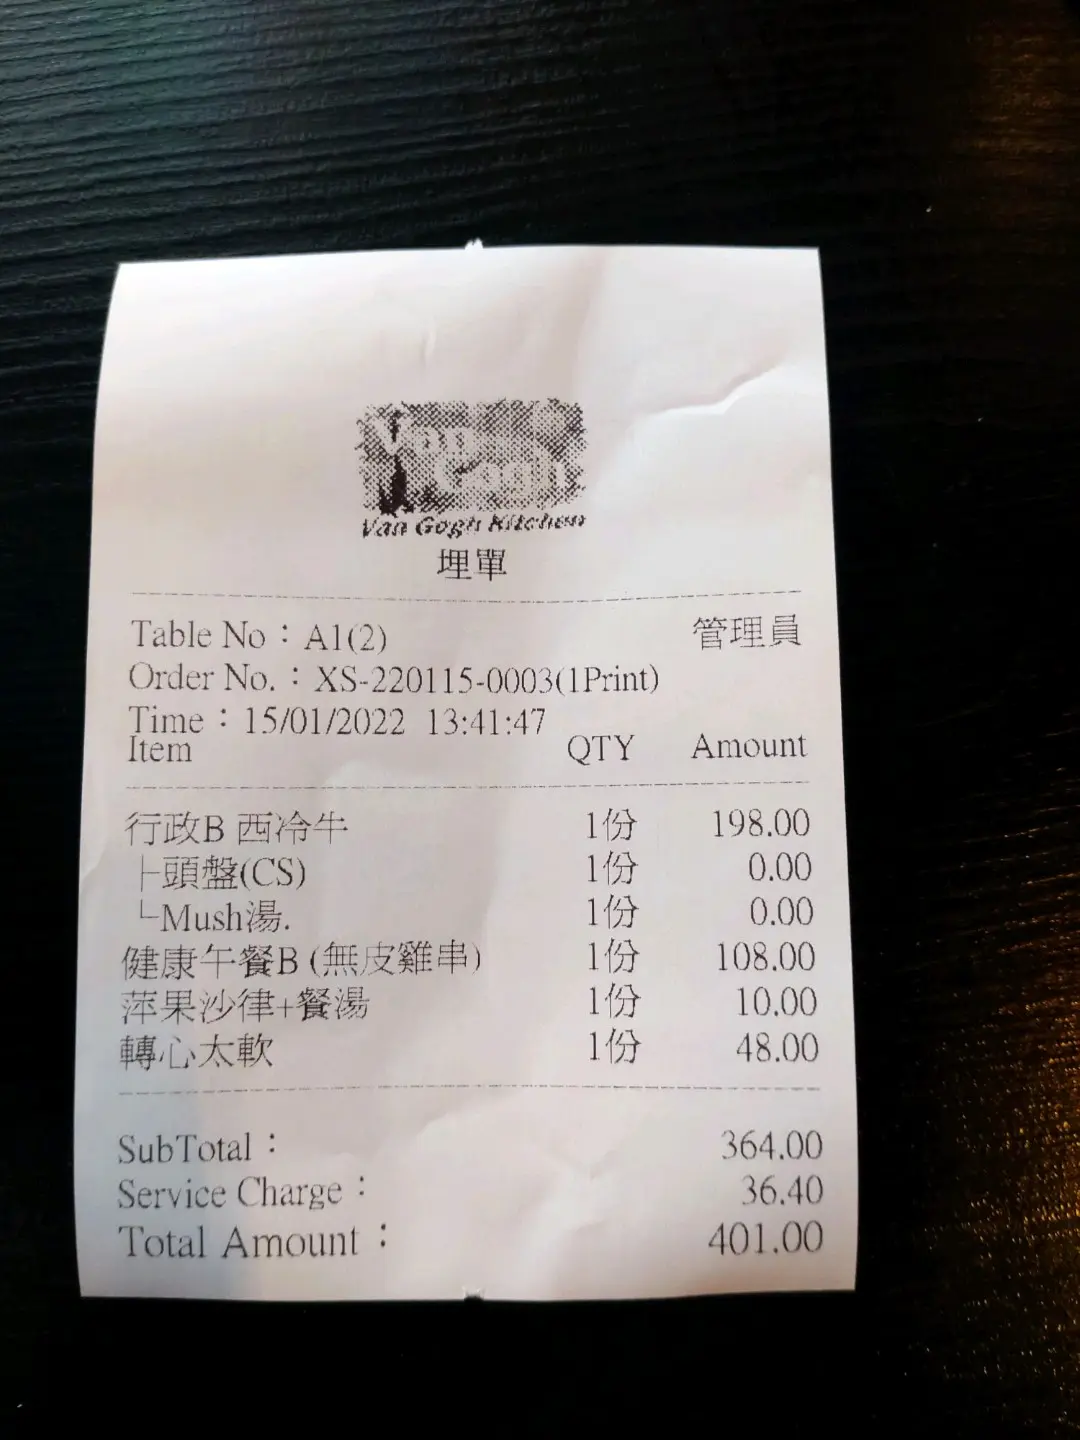 Van
Gogh
Van Gogh Kitchen
埋單
Table No：A1(2) 管理員
Order No.：XS-220115-0003(1Print)
Time：15/01/2022 13:41:47
Item QTY Amount
行政B 西冷牛 1份 198.00
├頭盤(CS) 1份 0.00
└Mush湯. 1份 0.00
健康午餐B (無皮雞串) 1份 108.00
萍果沙律+餐湯 1份 10.00
轉心太軟 1份 48.00
SubTotal： 364.00
Service Charge： 36.40
Total Amount： 401.00